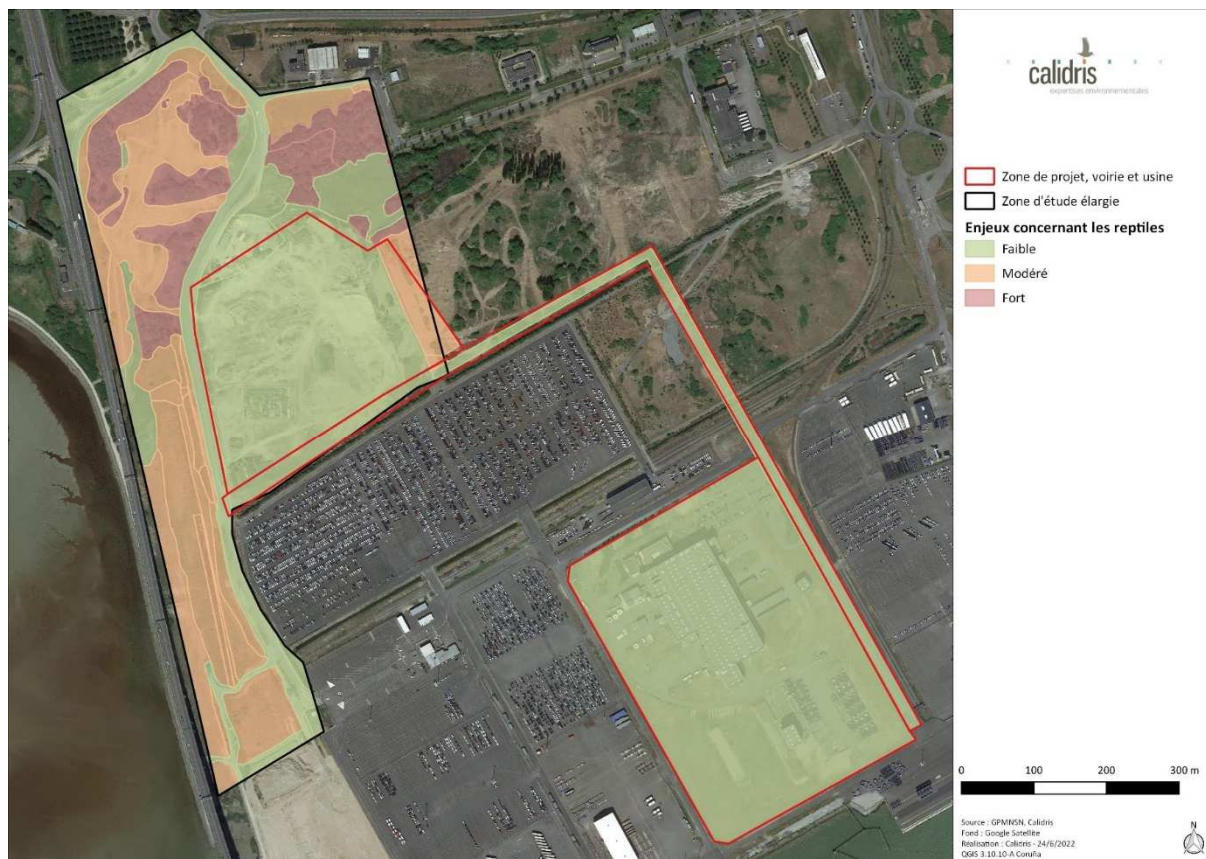 calidris
expertises environnementales
Zone de projet, voirie et usine
Zone d'étude élargie
Enjeux concernant les reptiles
Faible
Modéré
Fort
0 100 200 300 m
Source : GPMNSN, Calidris
Fond : Google Satellite
Réalisation : Calidris - 24/6/2022
QGIS 3.10.10-A Coruña
N